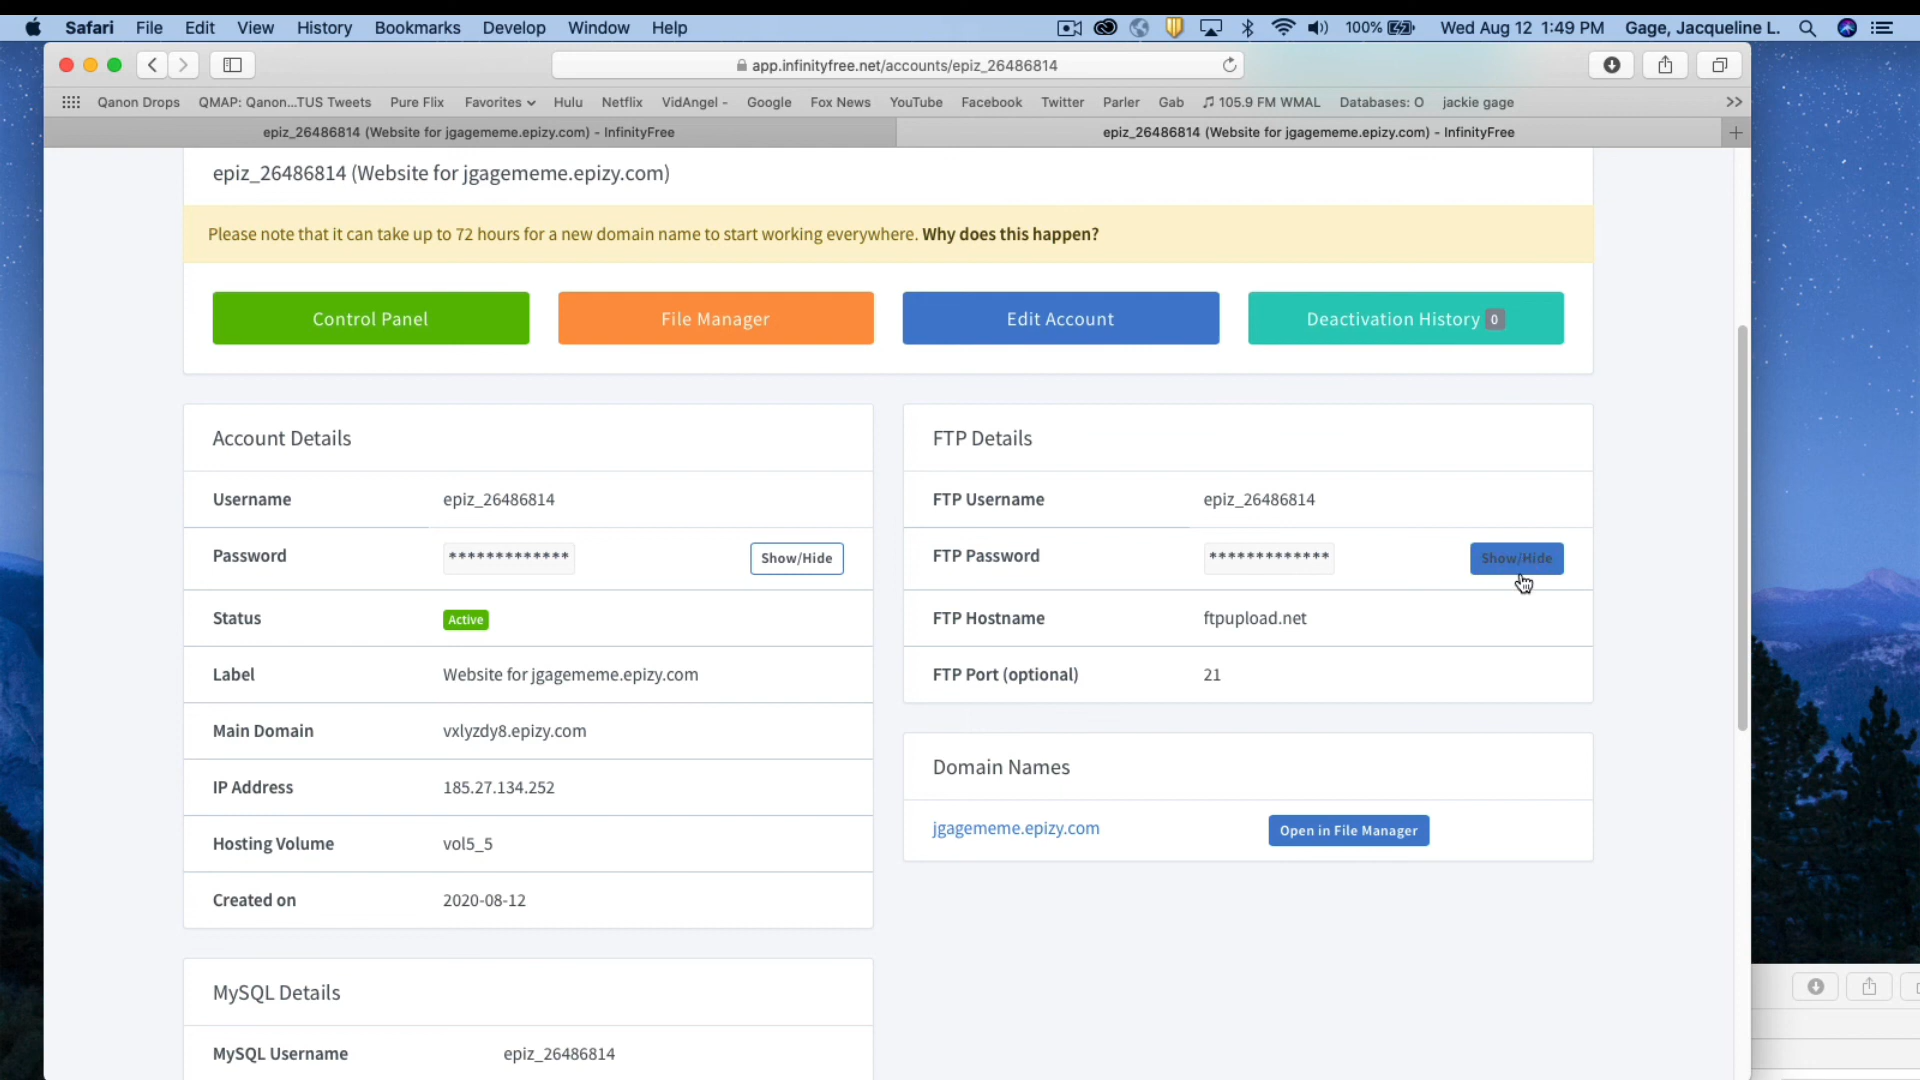 Safari File Edit View History Bookmarks Develop Window Help 100% Wed Aug 12 1:49 PM Gage, Jacqueline L.
app.infinityfree.net/accounts/epiz_26486814
Qanon Drops QMAP: Qanon...TUS Tweets Pure Flix Favorites Hulu Netflix VidAngel - Google Fox News YouTube Facebook Twitter Parler Gab 105.9 FM WMAL Databases: O jackie gage
epiz_26486814 (Website for jgagememe.epizy.com) - InfinityFree epiz_26486814 (Website for jgagememe.epizy.com) - InfinityFree
epiz_26486814 (Website for jgagememe.epizy.com)
Please note that it can take up to 72 hours for a new domain name to start working everywhere. Why does this happen?
Control Panel File Manager Edit Account Deactivation History 0
Account Details
Username epiz_26486814
Password ************* Show/Hide
Status Active
Label Website for jgagememe.epizy.com
Main Domain vxlyzdy8.epizy.com
IP Address 185.27.134.252
Hosting Volume vol5_5
Created on 2020-08-12
FTP Details
FTP Username epiz_26486814
FTP Password ************* Show/Hide
FTP Hostname ftpupload.net
FTP Port (optional) 21
Domain Names
jgagememe.epizy.com Open in File Manager
MySQL Details
MySQL Username epiz_26486814